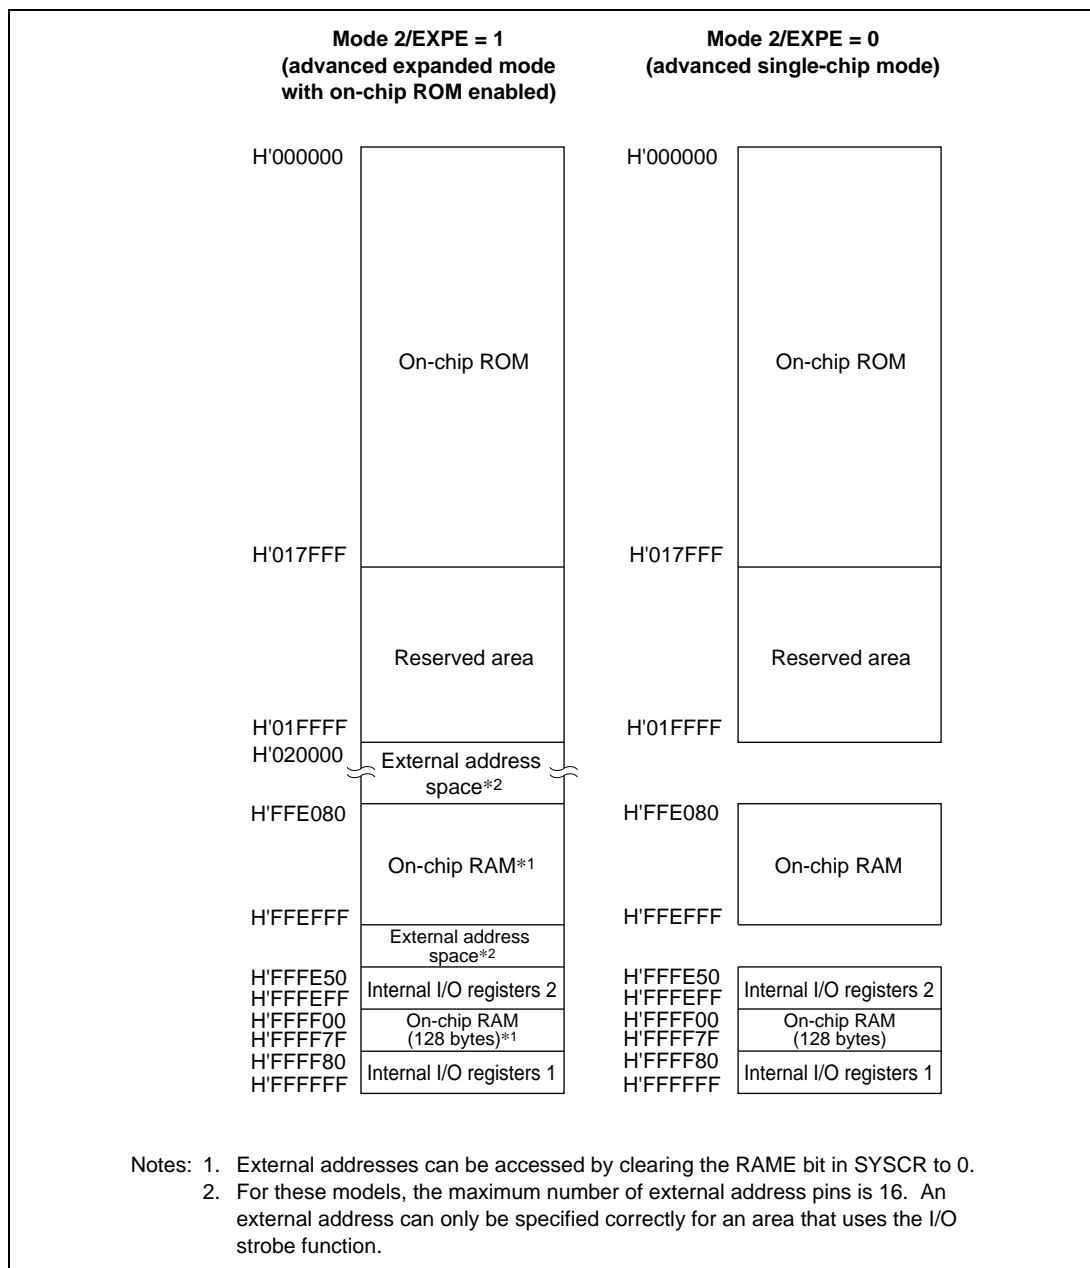 Mode 2/EXPE = 1
(advanced expanded mode
with on-chip ROM enabled)
H'000000
On-chip ROM
H'017FFF
Reserved area
H'01FFFF
H'020000
External address
space*2
H'FFE080
On-chip RAM*1
H'FFEFFF
External address
space*2
H'FFFE50
Internal I/O registers 2
H'FFFEFF
H'FFFF00
On-chip RAM
(128 bytes)*1
H'FFFF7F
H'FFFF80
Internal I/O registers 1
H'FFFFFF
Mode 2/EXPE = 0
(advanced single-chip mode)
H'000000
On-chip ROM
H'017FFF
Reserved area
H'01FFFF
H'FFE080
On-chip RAM
H'FFEFFF
H'FFFE50
Internal I/O registers 2
H'FFFEFF
H'FFFF00
On-chip RAM
(128 bytes)
H'FFFF7F
H'FFFF80
Internal I/O registers 1
H'FFFFFF
Notes: 1. External addresses can be accessed by clearing the RAME bit in SYSCR to 0.
2. For these models, the maximum number of external address pins is 16. An
external address can only be specified correctly for an area that uses the I/O
strobe function.